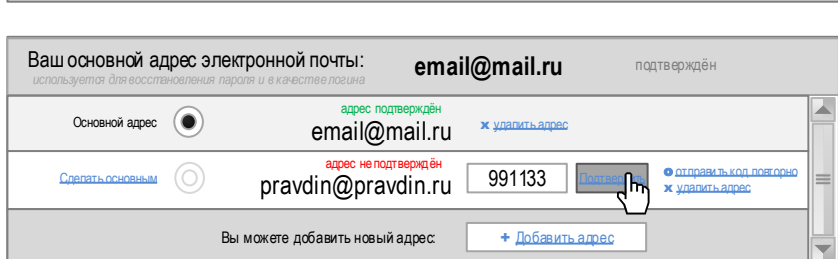 Ваш основной адрес электронной почты: email@mail.ru подтверждён
используется для восстановления пароля и в качестве логина
адрес подтверждён
Основной адрес email@mail.ru x удалить адрес
адрес не подтверждён
Сделать основным pravdin@pravdin.ru 991133 отправить код повторно
x удалить адрес
Вы можете добавить новый адрес: + Добавить адрес